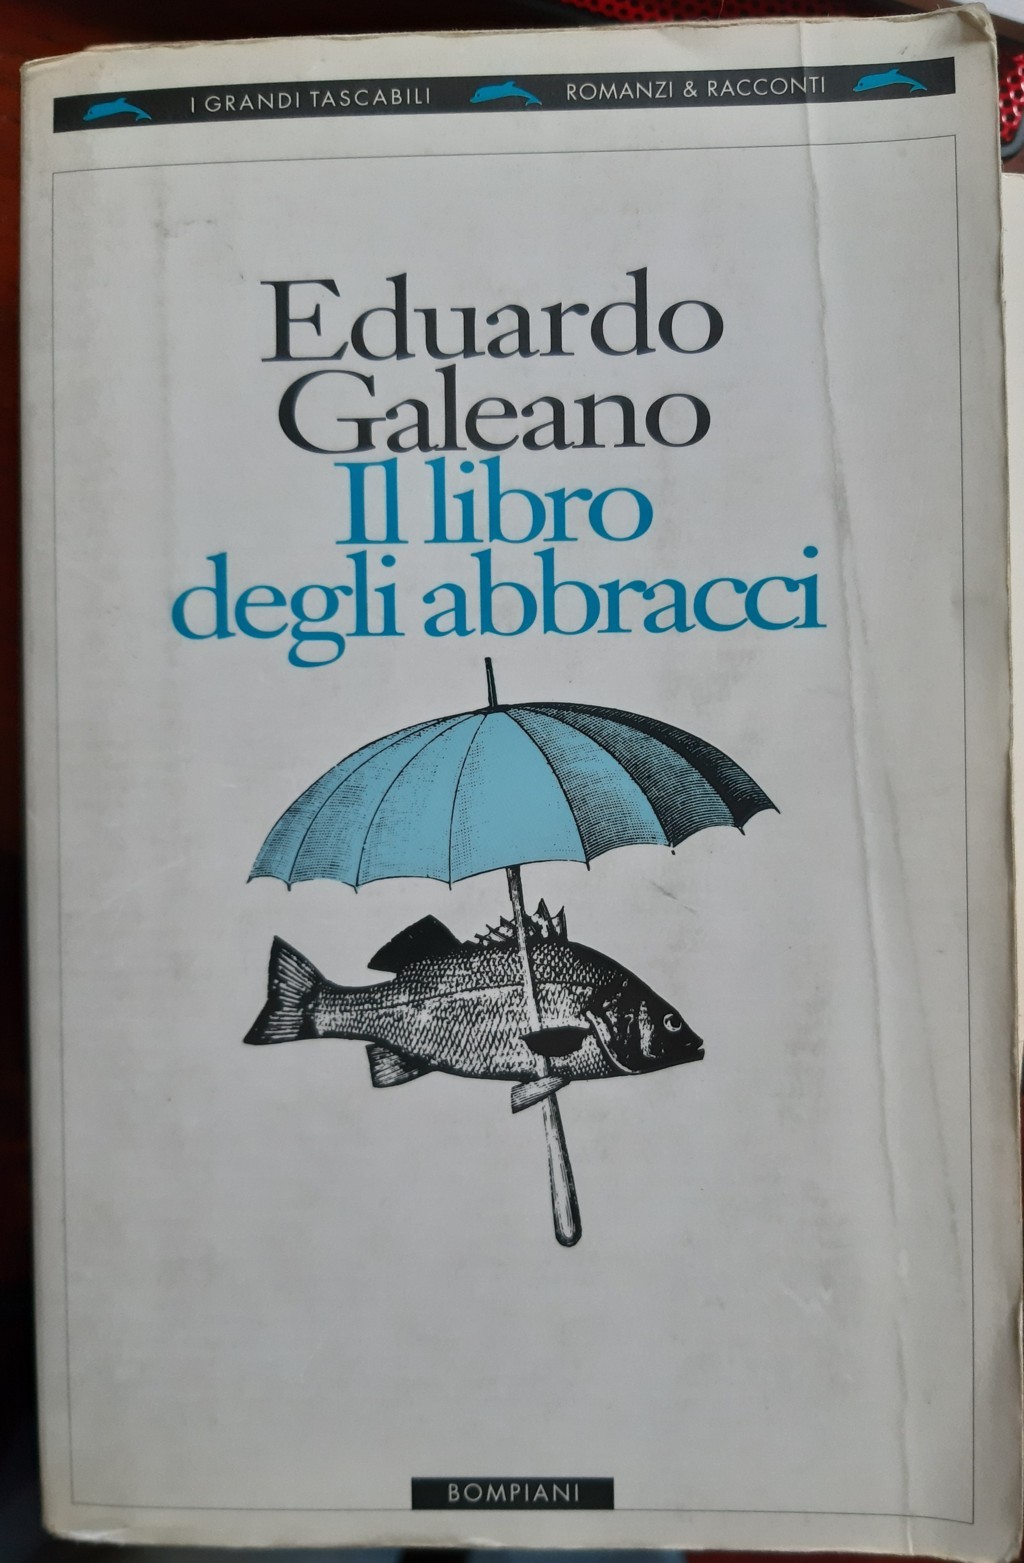 I GRANDI TASCABILI ROMANZI & RACCONTI
Eduardo
Galeano
Il libro
degli abbracci
BOMPIANI